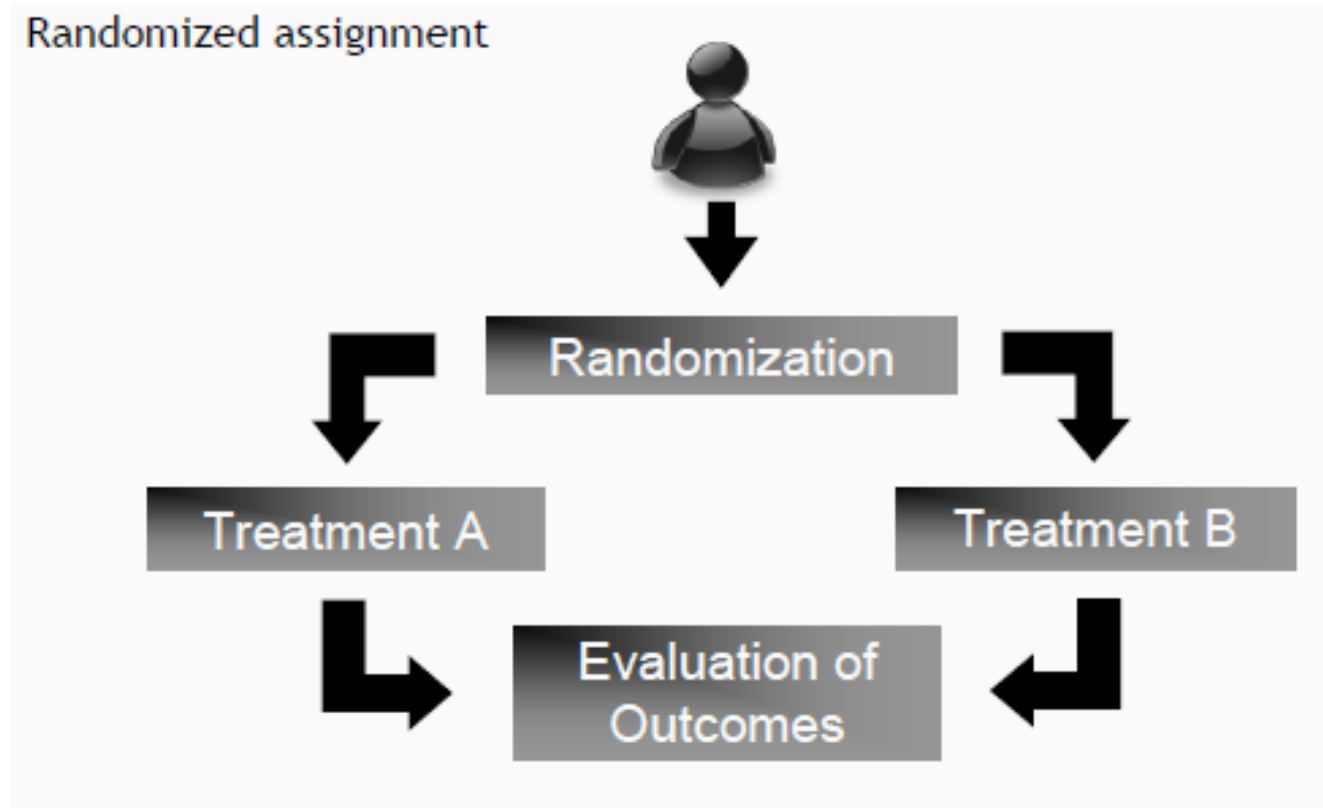 Randomized assignment
Randomization
Treatment A
Treatment B
Evaluation of
Outcomes